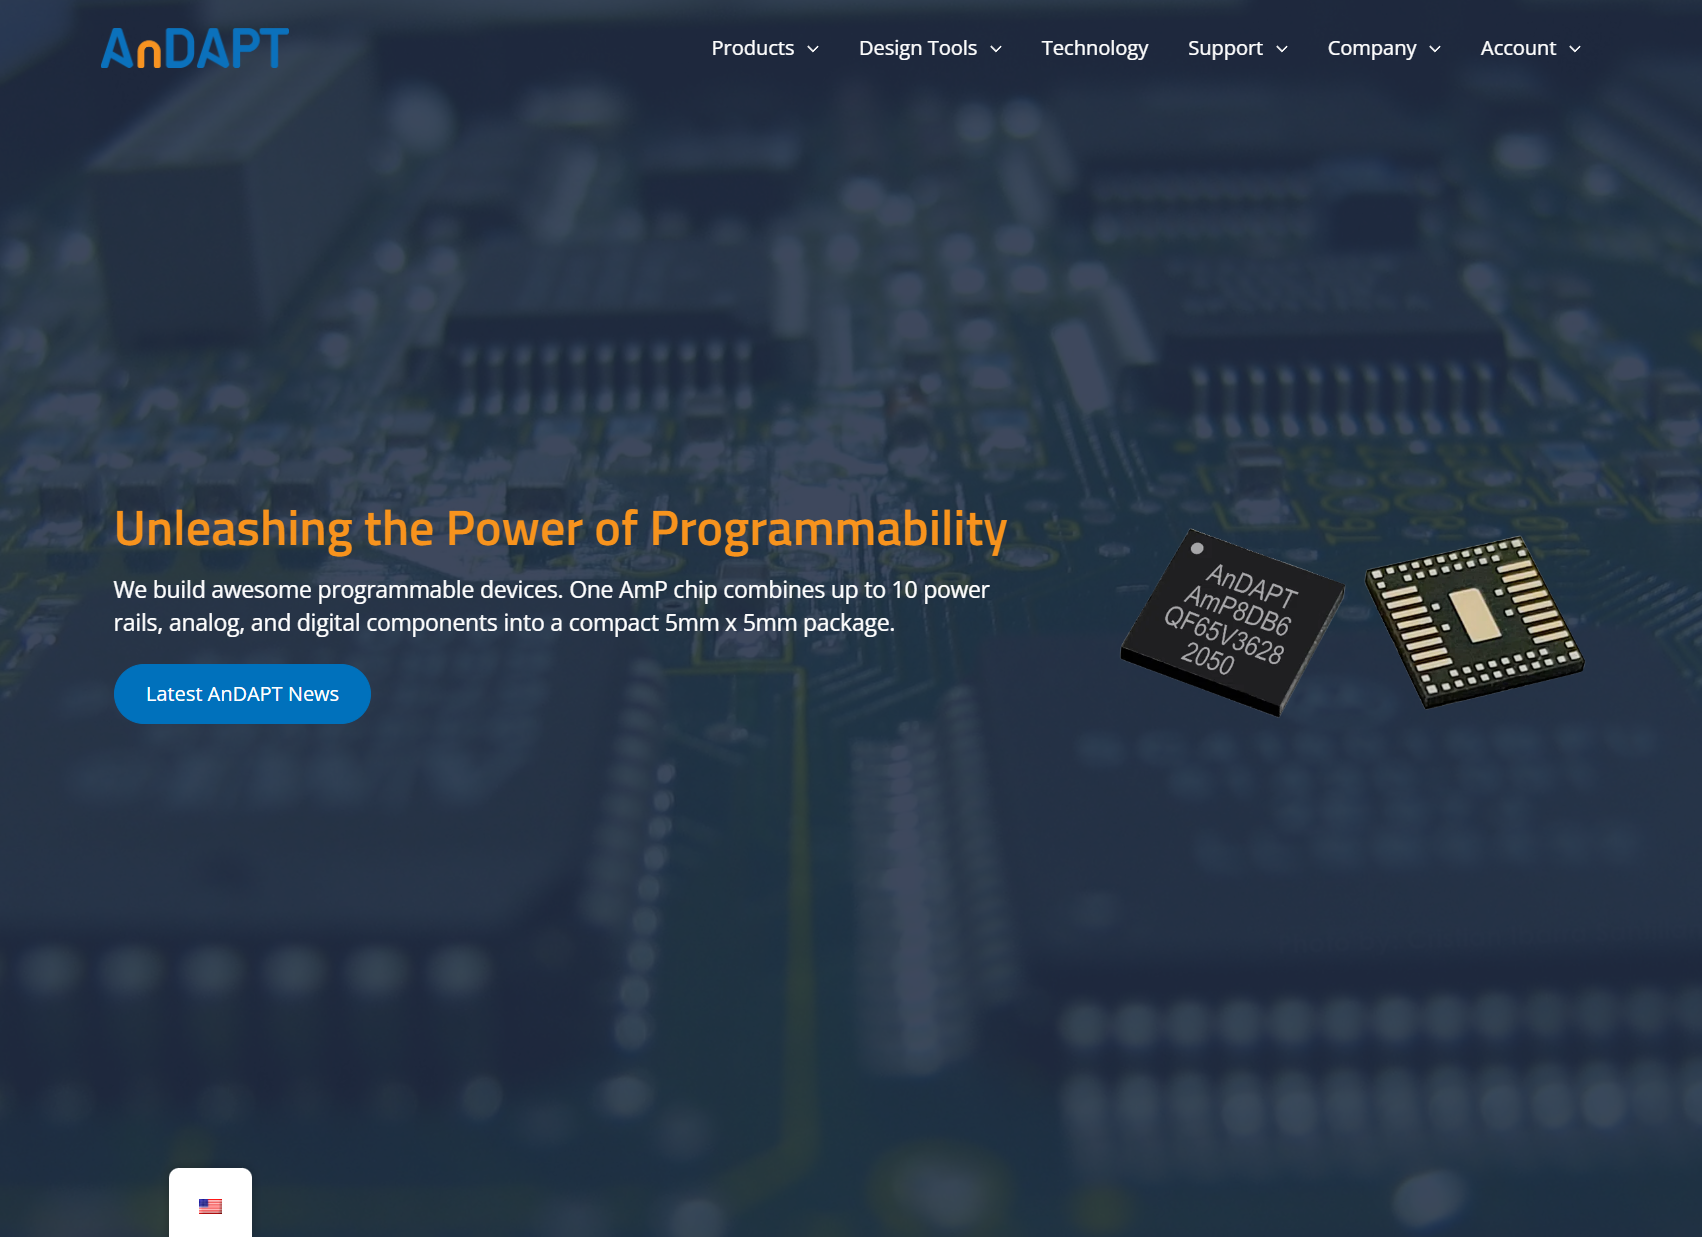 AnDAPT
Products
Design Tools
Technology
Support
Company
Account
Unleashing the Power of Programmability
We build awesome programmable devices. One AmP chip combines up to 10 power
rails, analog, and digital components into a compact 5mm x 5mm package.
AnDAPT
AmP8DB6
QF65V3628
2050
Latest AnDAPT News